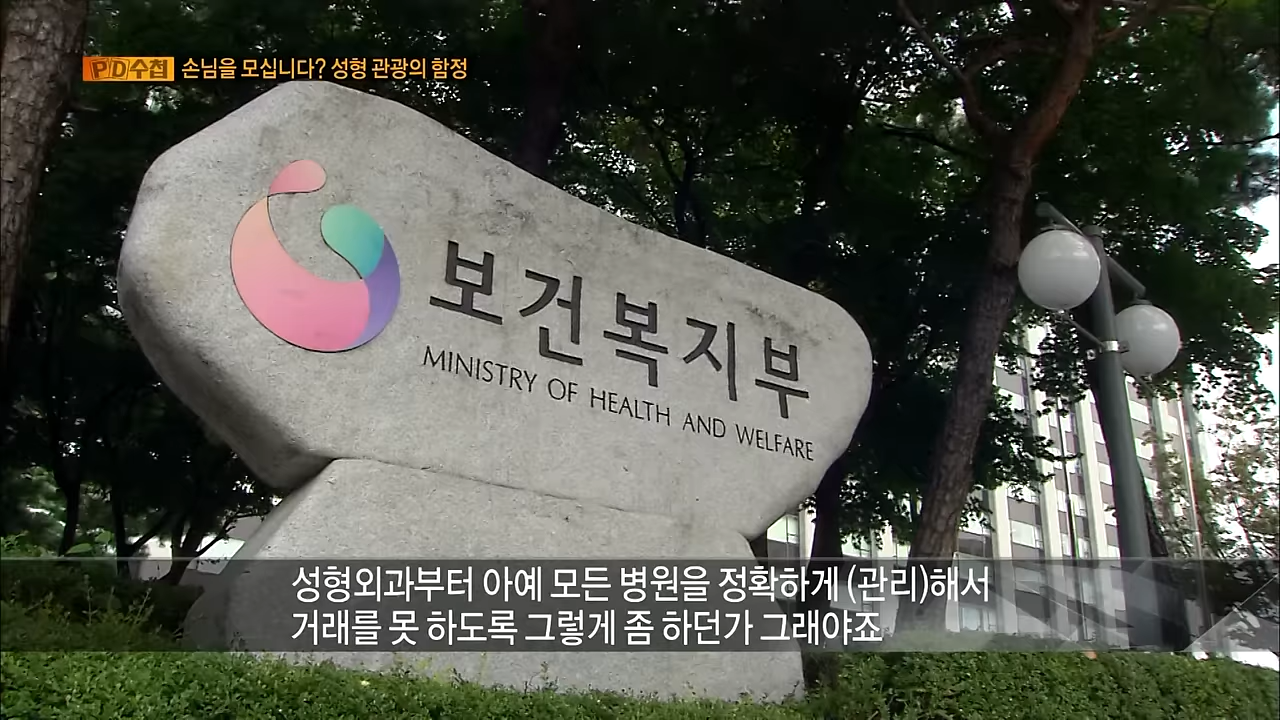 PD수첩 손님을 모십니다? 성형 관광의 함정
보건복지부
MINISTRY OF HEALTH AND WELFARE
성형외과부터 아예 모든 병원을 정확하게 (관리)해서
거래를 못 하도록 그렇게 좀 하던가 그래야죠